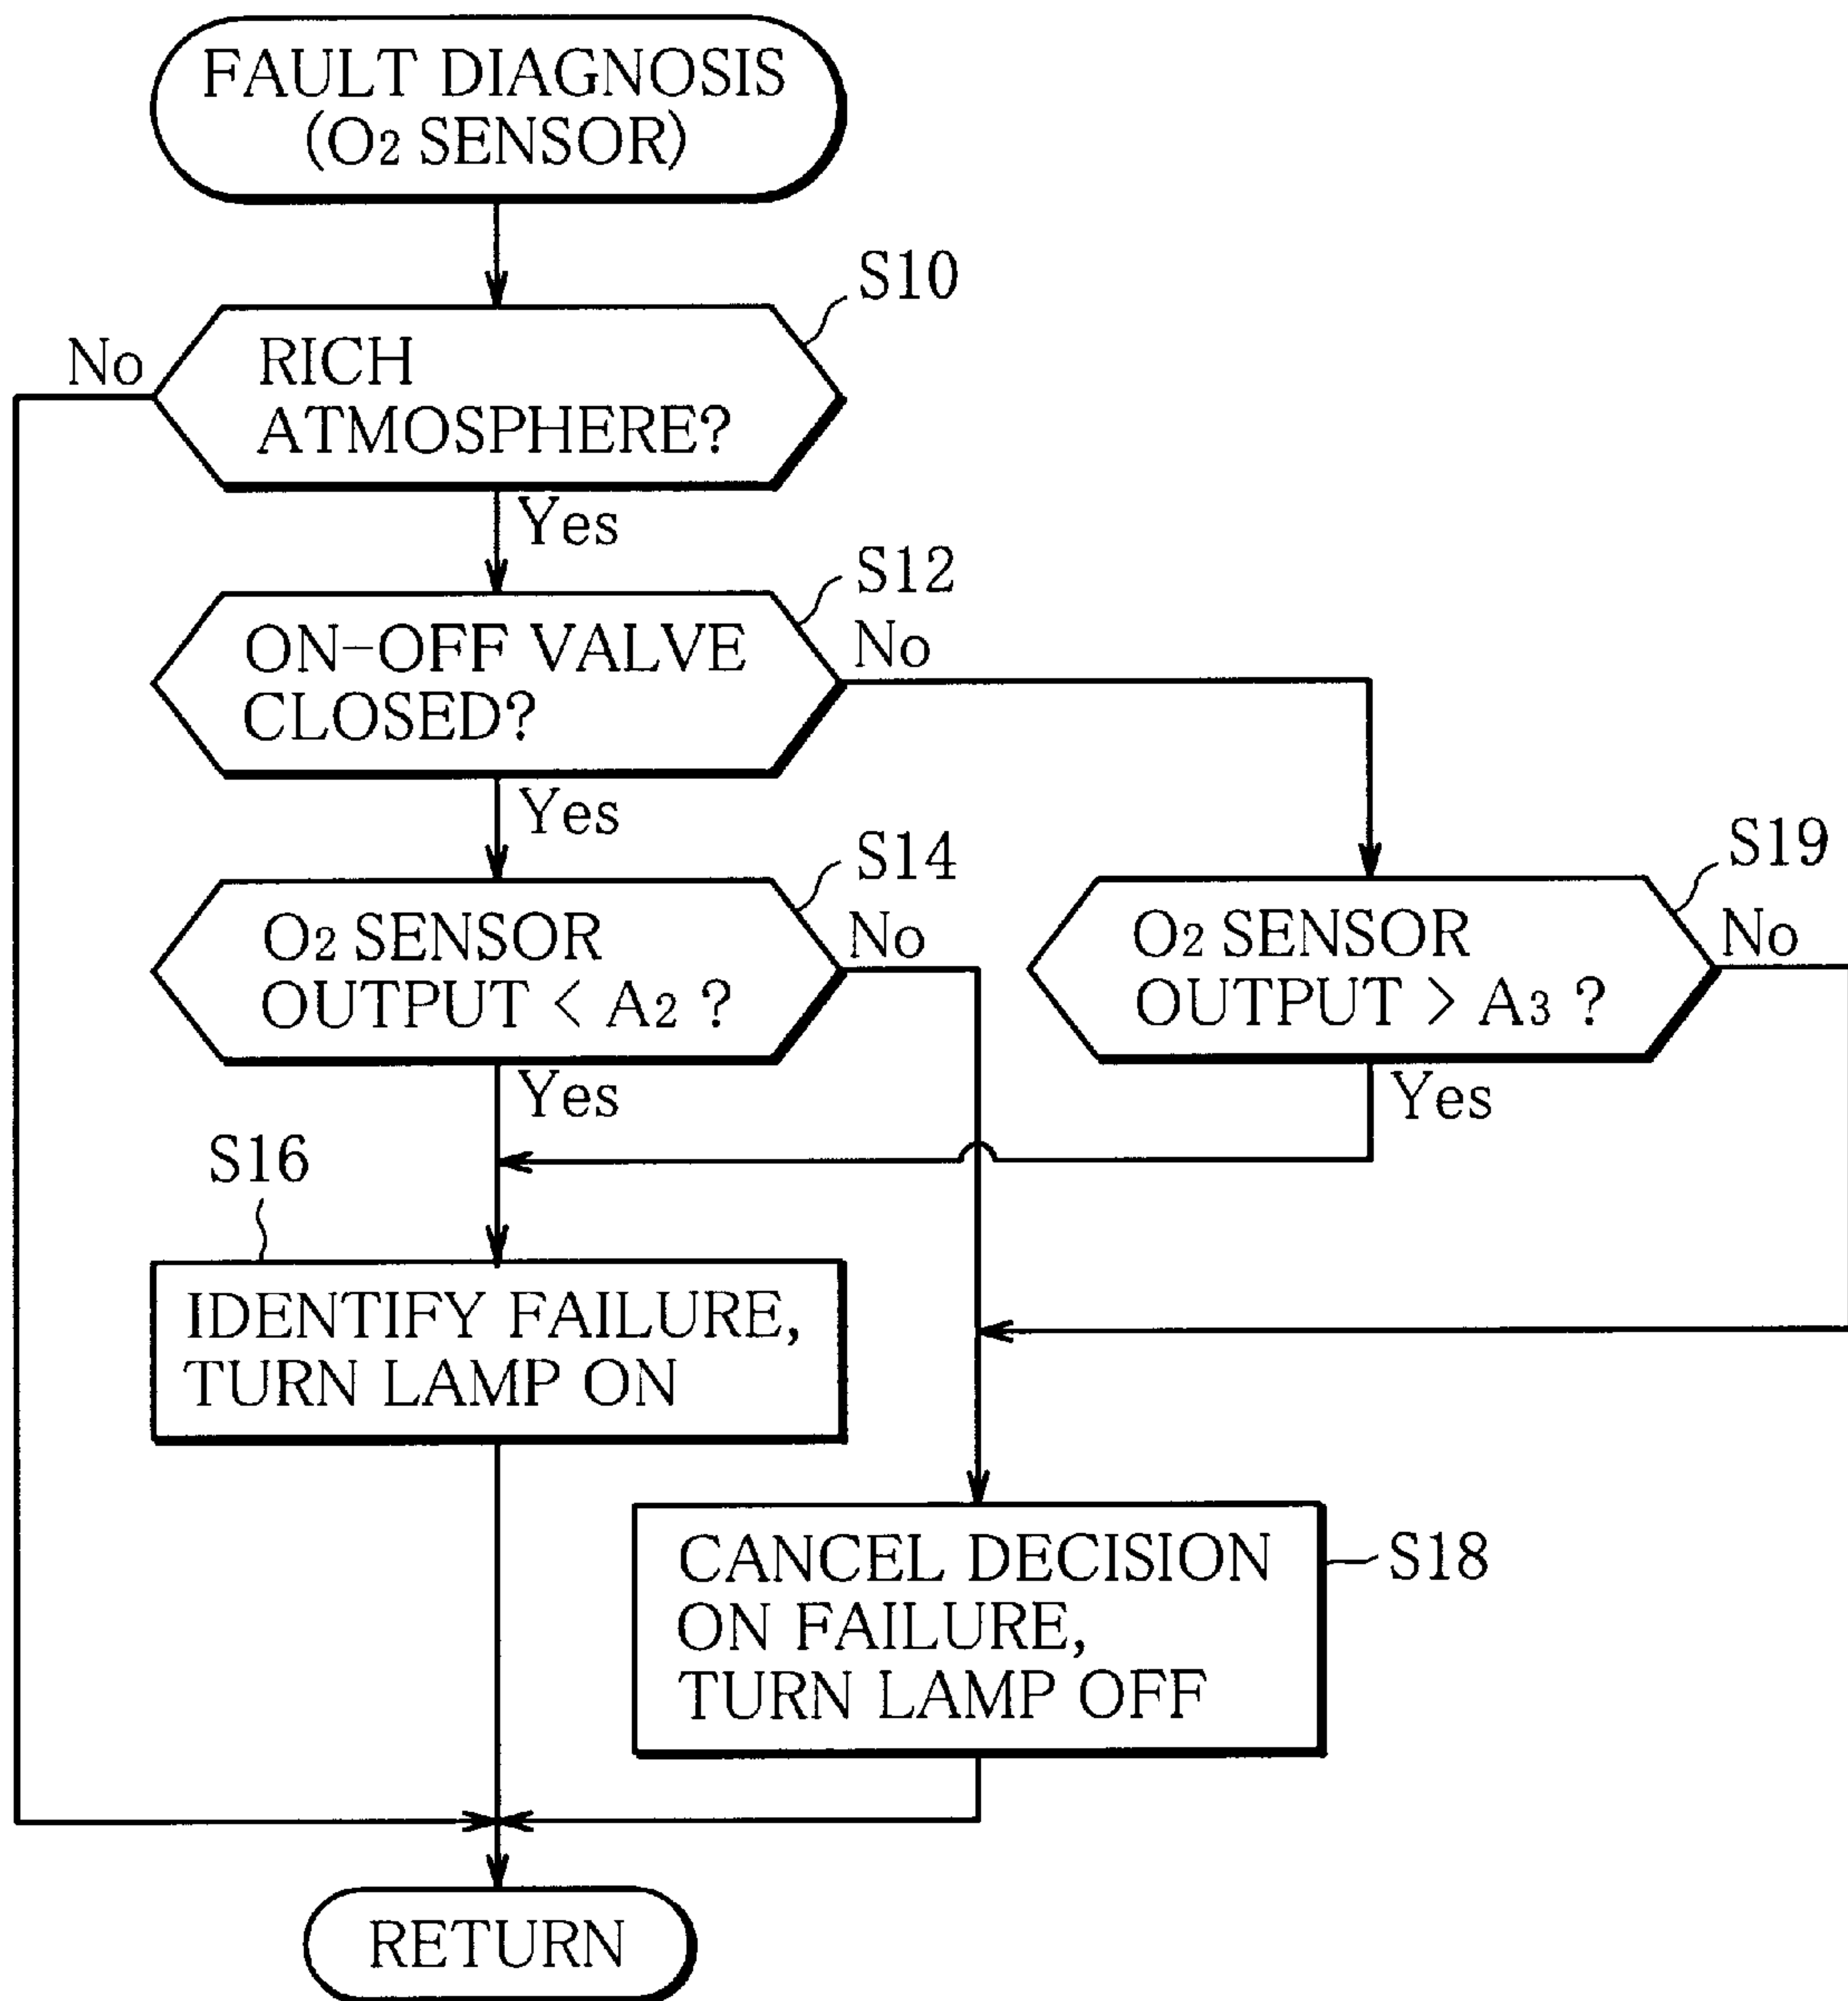 FAULT DIAGNOSIS
(O2 SENSOR)
S10
No
RICH
ATMOSPHERE?
Yes
S12
No
ON-OFF VALVE
CLOSED?
Yes
S14
No
O2 SENSOR
OUTPUT < A2 ?
Yes
S19
No
O2 SENSOR
OUTPUT > A3 ?
Yes
S16
IDENTIFY FAILURE,
TURN LAMP ON
CANCEL DECISION
ON FAILURE,
TURN LAMP OFF
S18
RETURN